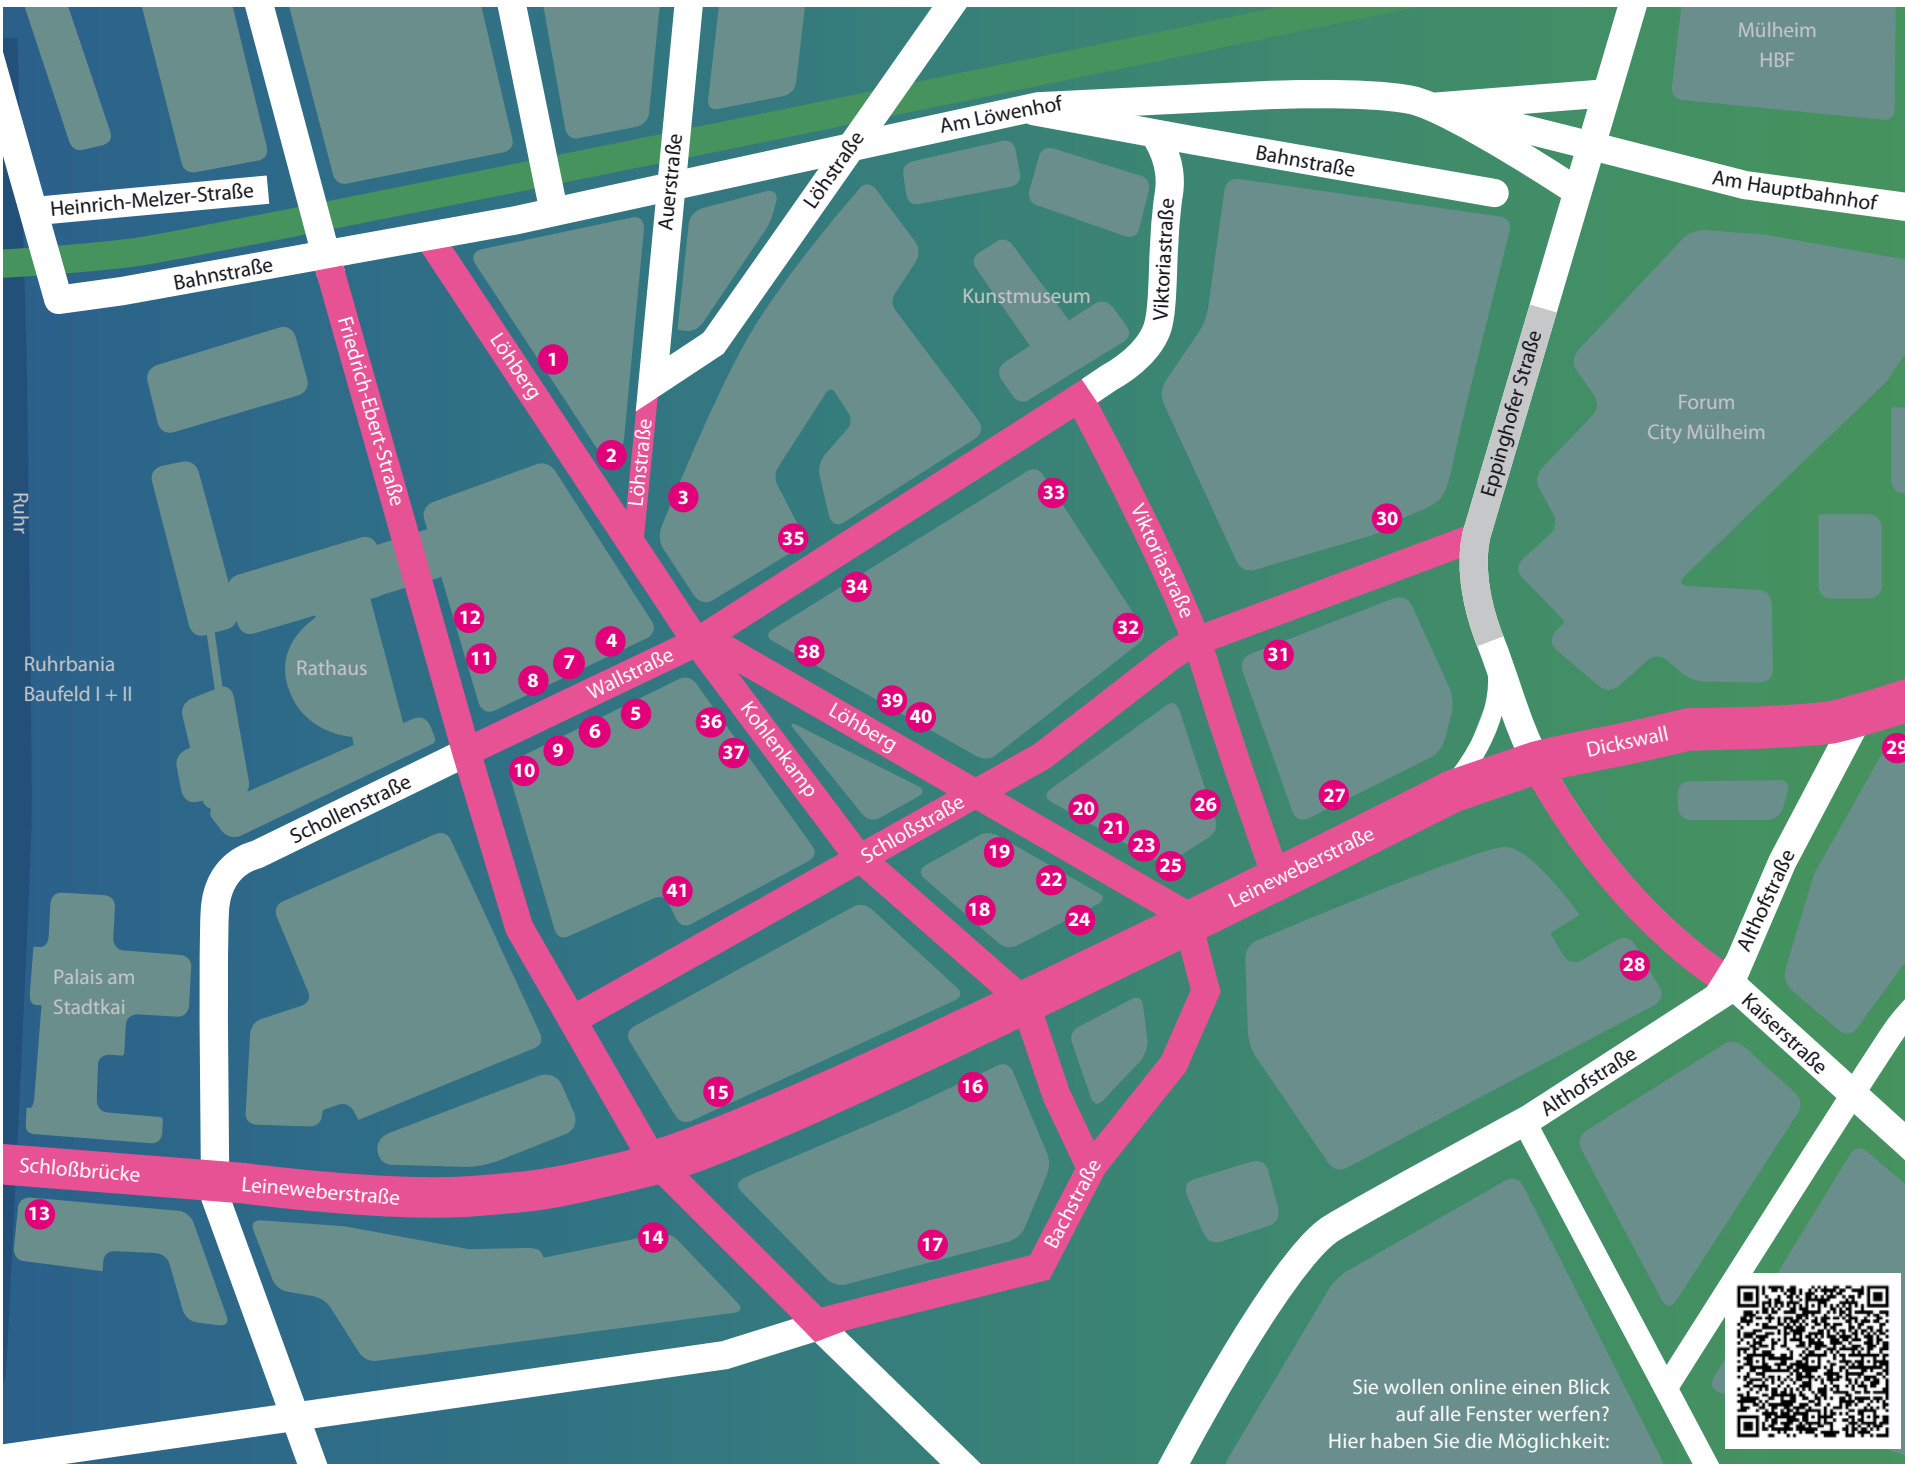 Mülheim
HBF
Am Löwenhof
Auerstraße
Löhstraße
Bahnstraße
Am Hauptbahnhof
Heinrich-Melzer-Straße
Viktoriastraße
Bahnstraße
Kunstmuseum
Friedrich-Ebert-Straße
Löhberg
1
Eppinghofer Straße
Forum
City Mülheim
2
Löhstraße
3
33
Ruhr
35
30
Viktoriastraße
34
12
4
32
38
31
11
7
8
Wallstraße
Ruhrbania
Baufeld I + II
Rathaus
39
40
5
36
6
9
37
10
Kohlenkamp
Löhberg
Dickswall
29
Schollenstraße
Schloßstraße
20
26
27
21
23
25
19
22
18
24
41
Leineweberstraße
Althofstraße
28
Palais am
Stadtkai
Kaiserstraße
Althofstraße
15
16
Schloßbrücke
Leineweberstraße
13
14
17
Bachstraße
Sie wollen online einen Blick
auf alle Fenster werfen?
Hier haben Sie die Möglichkeit: